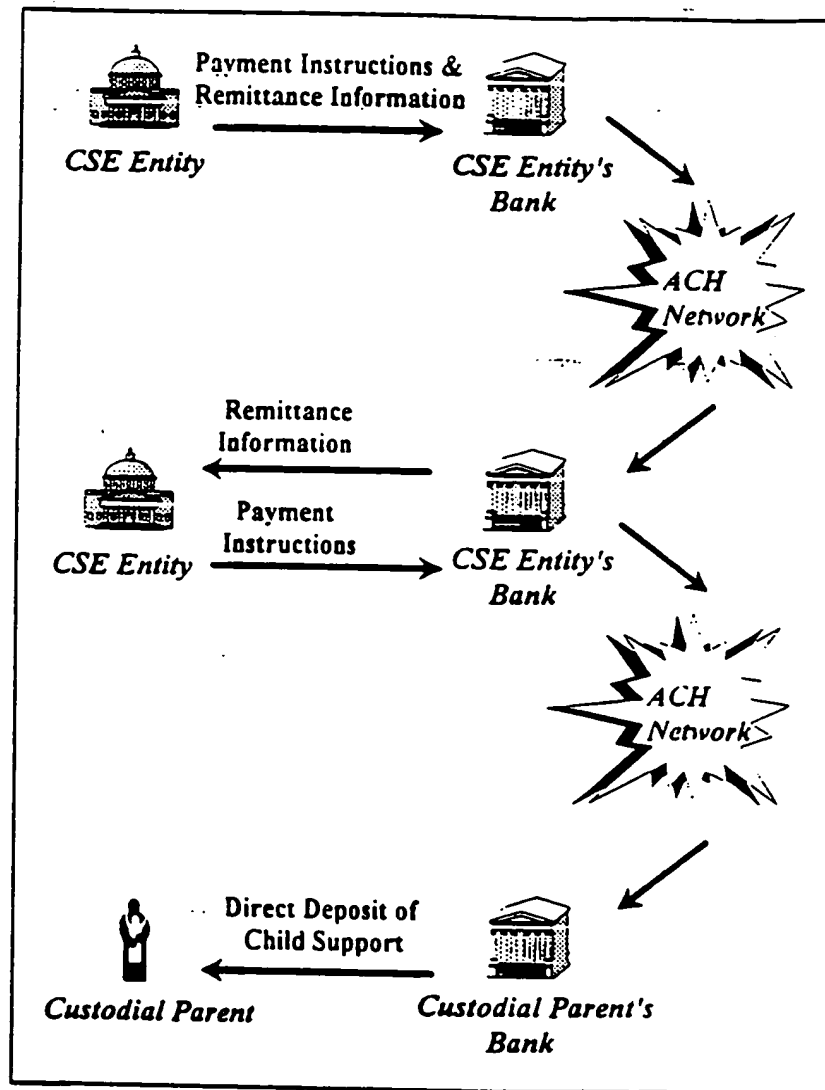 Payment Instructions &
Remittance Information
CSE Entity
CSE Entity's
Bank
ACH
Network
Remittance
Information
Payment
Instructions
CSE Entity
CSE Entity's
Bank
ACH
Network
Direct Deposit of
Child Support
Custodial Parent
Custodial Parent's
Bank